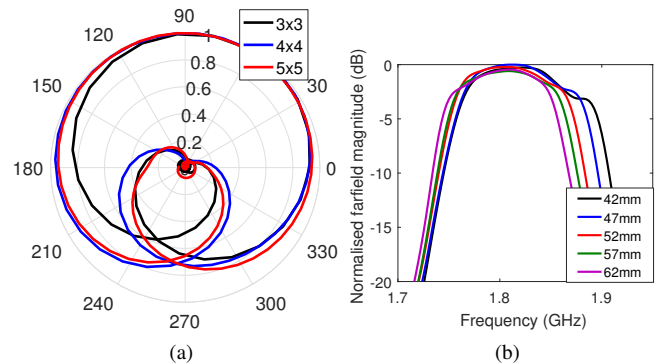 90
120
1
3x3
4x4
5x5
0.8
150
0.6
30
0.4
0.2
180
0
210
330
240
300
270
(a)
Normalised farfield magnitude (dB)
0
-5
-10
-15
-20
42mm
47mm
52mm
57mm
62mm
1.7
1.8
1.9
Frequency (GHz)
(b)